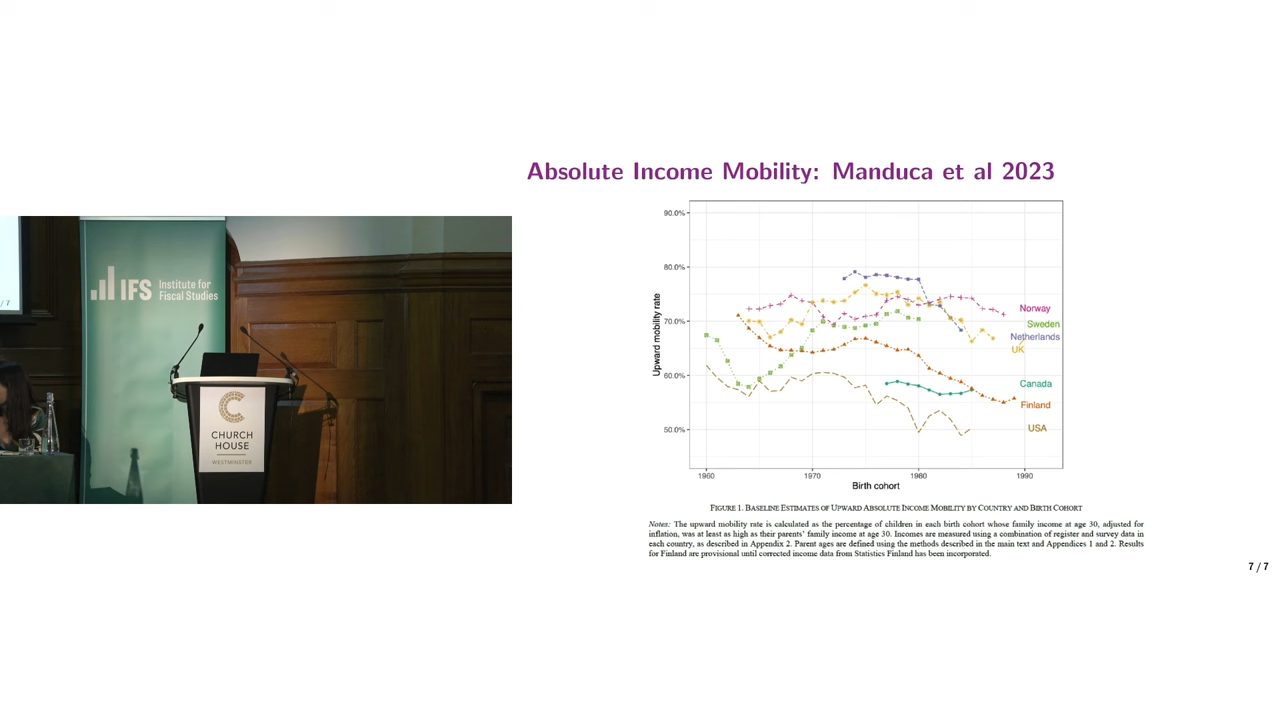 Absolute Income Mobility: Manduca et al 2023
/ 7
IFS
Institute for
Fiscal Studies
CHURCH
HOUSE
WESTMINSTER
90.0%
80.0%
70.0%
60.0%
50.0%
Upward mobility rate
Norway
Sweden
Netherlands
UK
Canada
Finland
USA
1960 1970 1980 1990
Birth cohort
FIGURE 1. BASELINE ESTIMATES OF UPWARD ABSOLUTE INCOME MOBILITY BY COUNTRY AND BIRTH COHORT
Notes: The upward mobility rate is calculated as the percentage of children in each birth cohort whose family income at age 30, adjusted for
inflation, was at least as high as their parents' family income at age 30. Incomes are measured using a combination of register and survey data in
each country, as described in Appendix 2. Parent ages are defined using the methods described in the main text and Appendices 1 and 2. Results
for Finland are provisional until corrected income data from Statistics Finland has been incorporated.
7 / 7